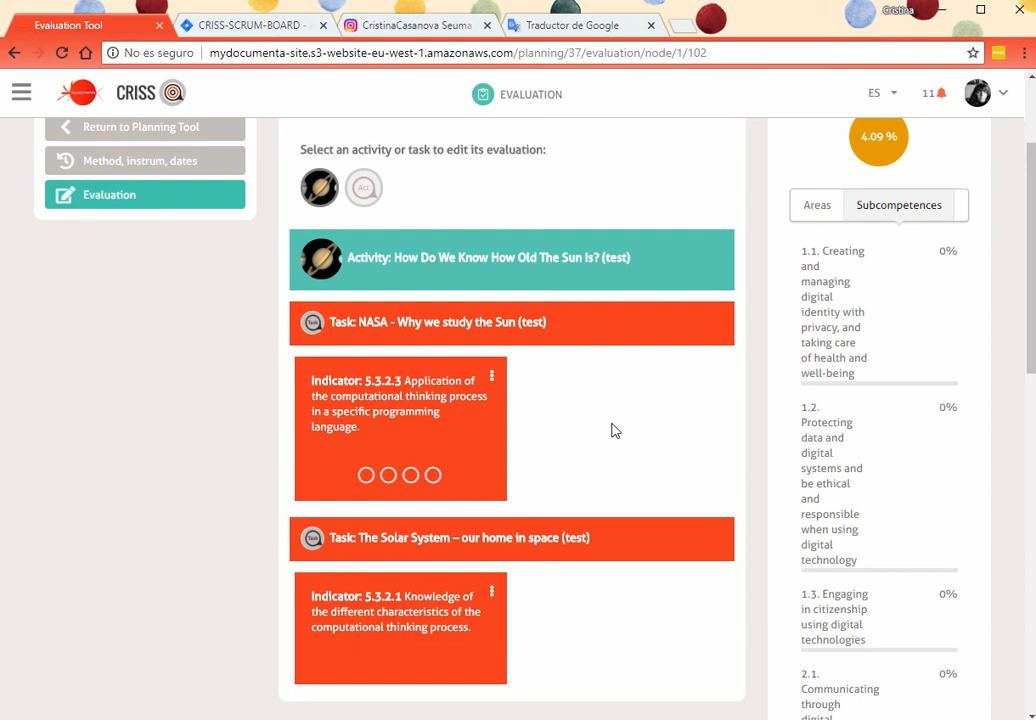 Cristina
Evaluation Tool
CRISS-SCRUM-BOARD -
CristinaCasanova Seuma
Traductor de Google
No es seguro
mydocumenta-site.s3-website-eu-west-1.amazonaws.com/planning/37/evaluation/node/1/102
CRISS
EVALUATION
ES
11
Return to Planning Tool
Method, instrum, dates
Evaluation
Select an activity or task to edit its evaluation:
Act
Activity: How Do We Know How Old The Sun Is? (test)
Task
Task: NASA - Why we study the Sun (test)
Indicator: 5.3.2.3 Application of
the computational thinking process
in a specific programming
language.
Task
Task: The Solar System – our home in space (test)
Indicator: 5.3.2.1 Knowledge of
the different characteristics of the
computational thinking process.
4.09 %
Areas
Subcompetences
1.1. Creating
and
managing
digital
identity with
privacy, and
taking care
of health and
well-being
0%
1.2.
Protecting
data and
digital
systems and
be ethical
and
responsible
when using
digital
technology
0%
1.3. Engaging
in citizenship
using digital
technologies
0%
2.1.
Communicating
through
digital
0%